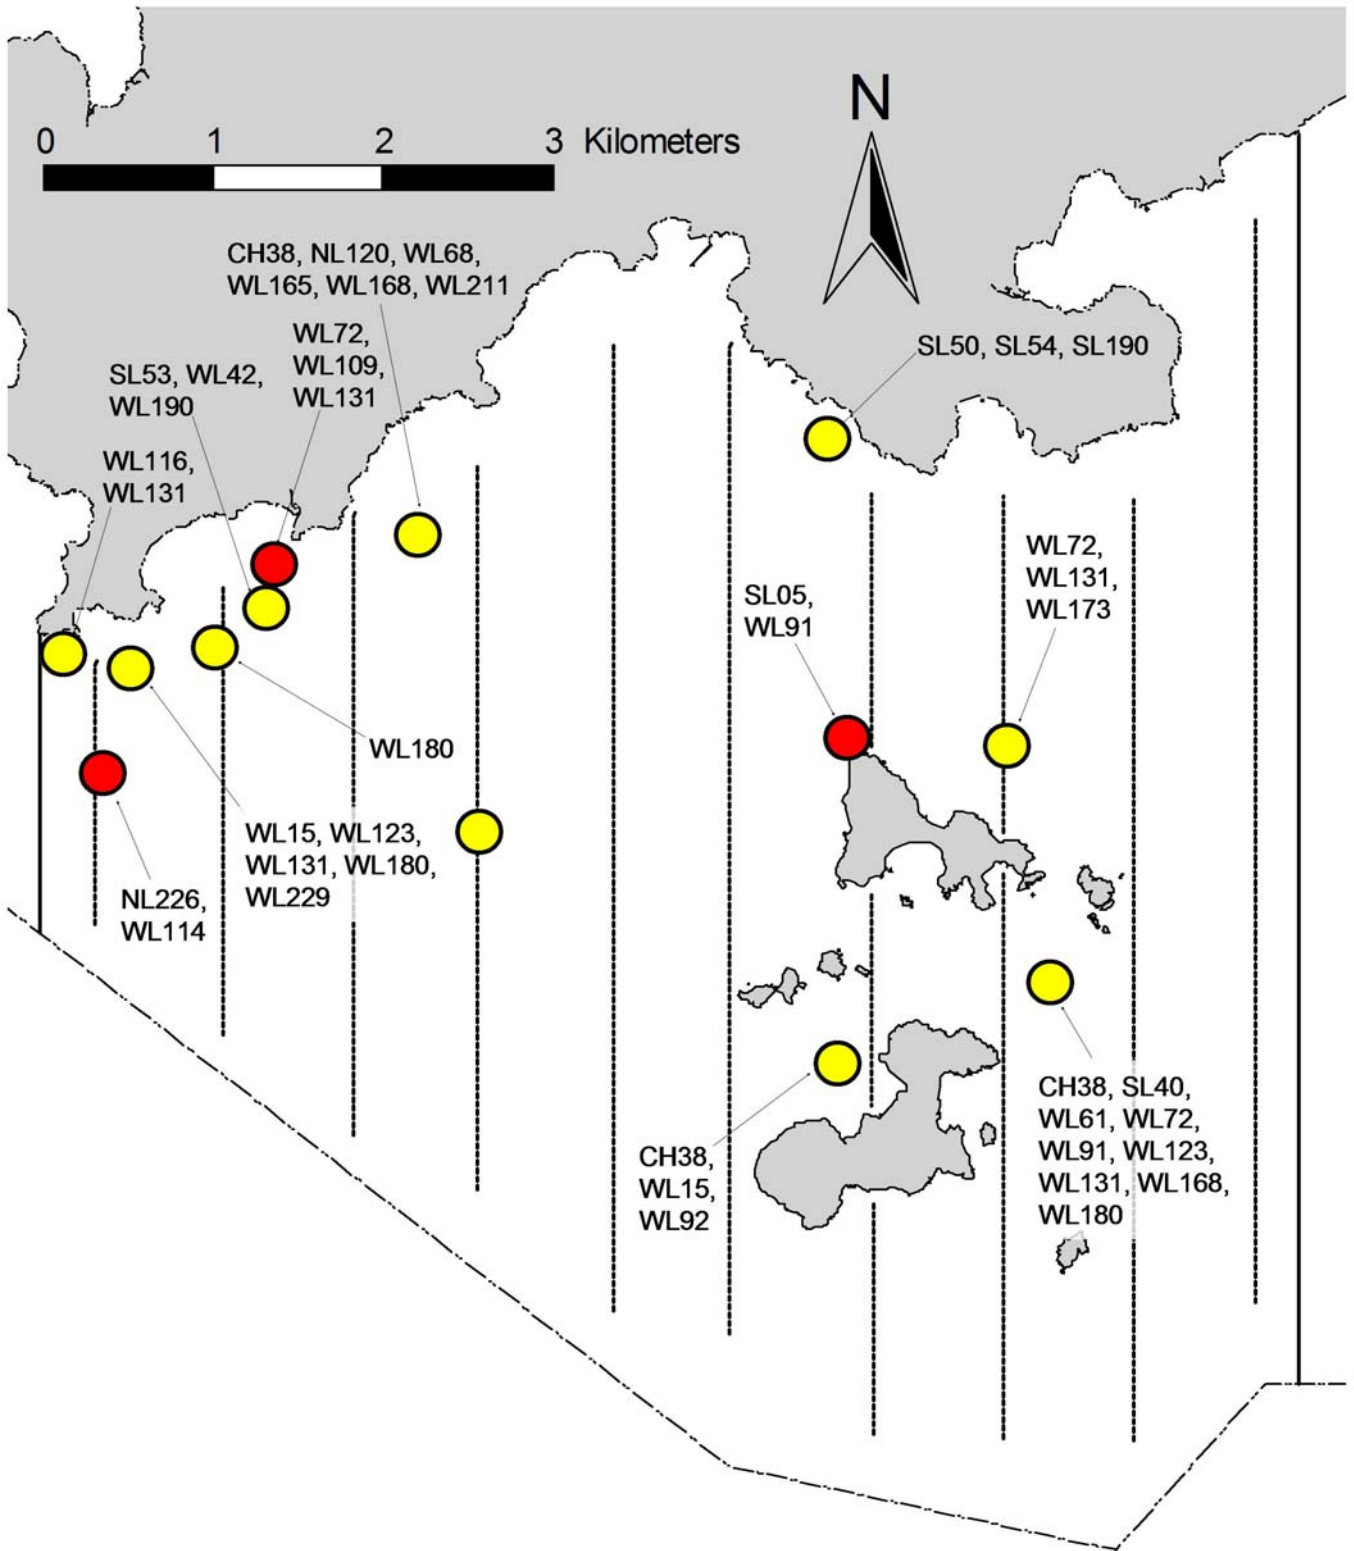 N
0 1 2 3 Kilometers
CH38, NL120, WL68,
WL165, WL168, WL211
WL72,
WL109,
WL131
SL50, SL54, SL190
SL53, WL42,
WL190
WL116,
WL131
WL72,
WL131,
WL173
SL05,
WL91
WL180
WL15, WL123,
WL131, WL180,
WL229
NL226,
WL114
CH38, SL40,
WL61, WL72,
WL91, WL123,
WL131, WL168,
WL180
CH38,
WL15,
WL92